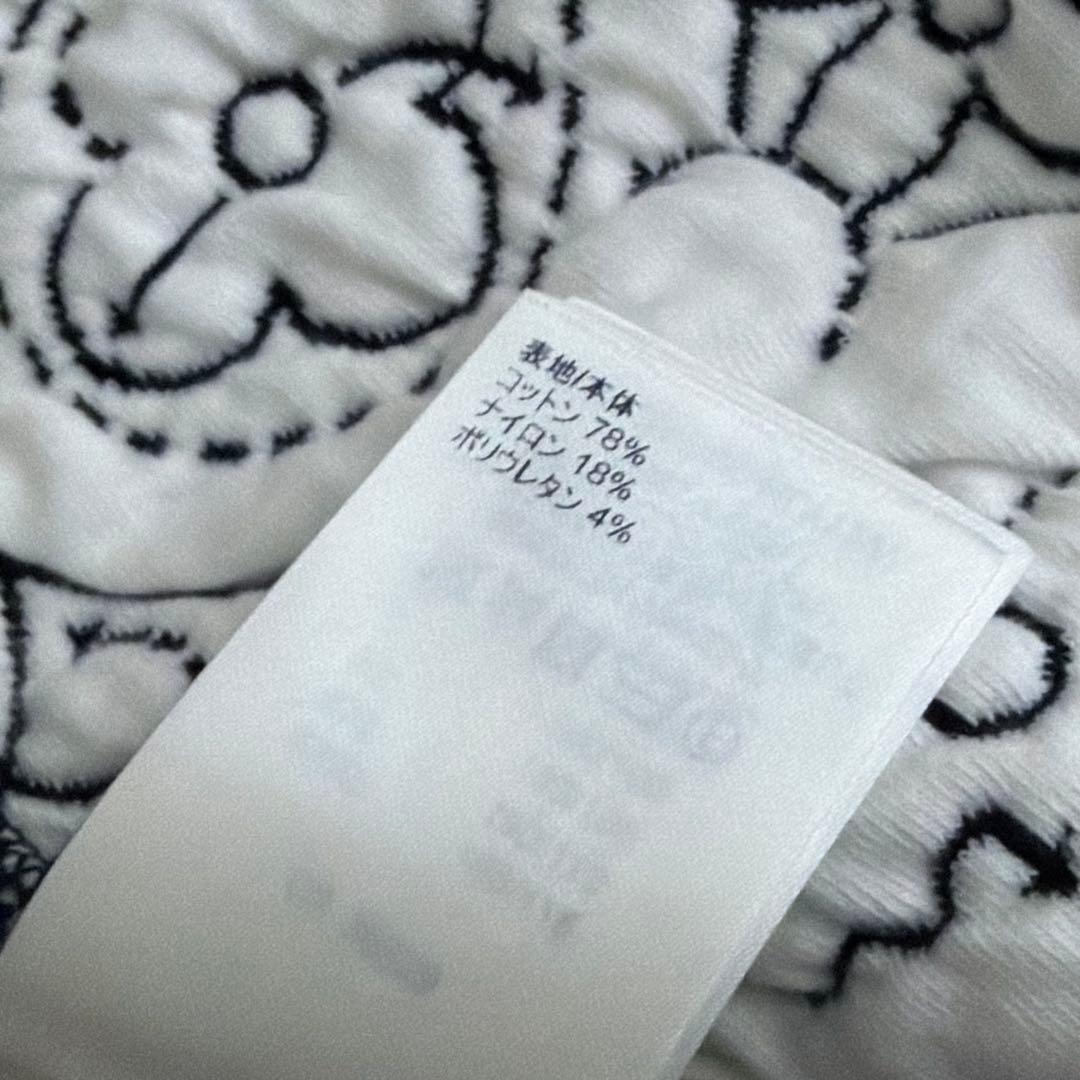 表地/本体
コットン 78%
ナイロン 18%
ポリウレタン 4%